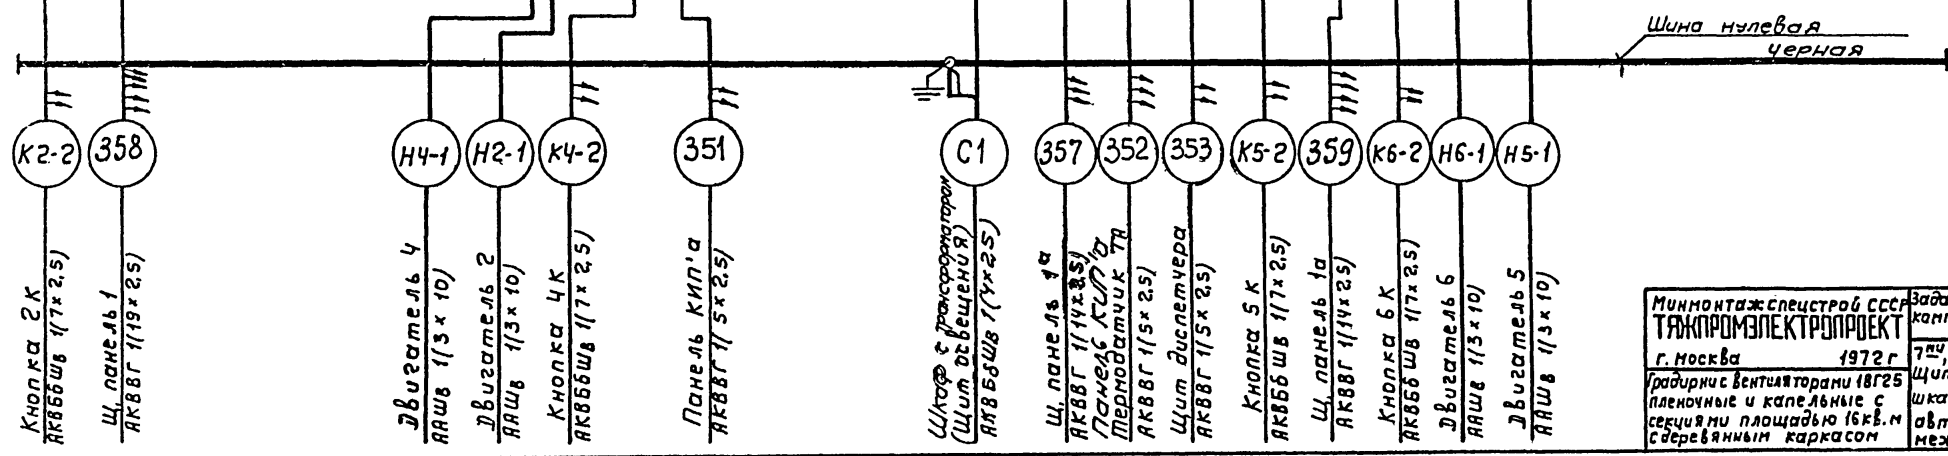 Шина нулевая
черная
К2-2
358
Н4-1
Н2-1
К4-2
351
С1
357
352
353
К5-2
359
К6-2
Н6-1
Н5-1
Кнопка 2К
АКВБбШв 1(7×2,5)
Щ, панель 1
АКВВГ 1(19×2,5)
Двигатель 4
ААШв 1(3×10)
Двигатель 2
ААШв 1(3×10)
Кнопка 4К
АКВБбШв 1(7×2,5)
Панель КИП'а
АКВВГ 1(5×2,5)
Шкаф с трансформатором
(Щит освещения)
АКВБбШв 1(4×2,5)
Щ, панель 1а
АКВВГ 1(14×2,5)
Панель КИП'а
Термодатчик ТА
АКВВГ 1(5×2,5)
Щит диспетчера
АКВВГ 1(5×2,5)
Кнопка 5К
АКВБбШв 1(7×2,5)
Щ, панель 1а
АКВВГ 1(14×2,5)
Кнопка 6К
АКВБбШв 1(7×2,5)
Двигатель 6
ААШв 1(3×10)
Двигатель 5
ААШв 1(3×10)
Минмонтажспецстрой СССР
ТЯЖПРОМЭЛЕКТРОПРОЕКТ
г. Москва 1972 г
Градирни с вентиляторами 18Г25
пленочные и капельные с
секциями площадью 16 кв. м
с деревянным каркасом